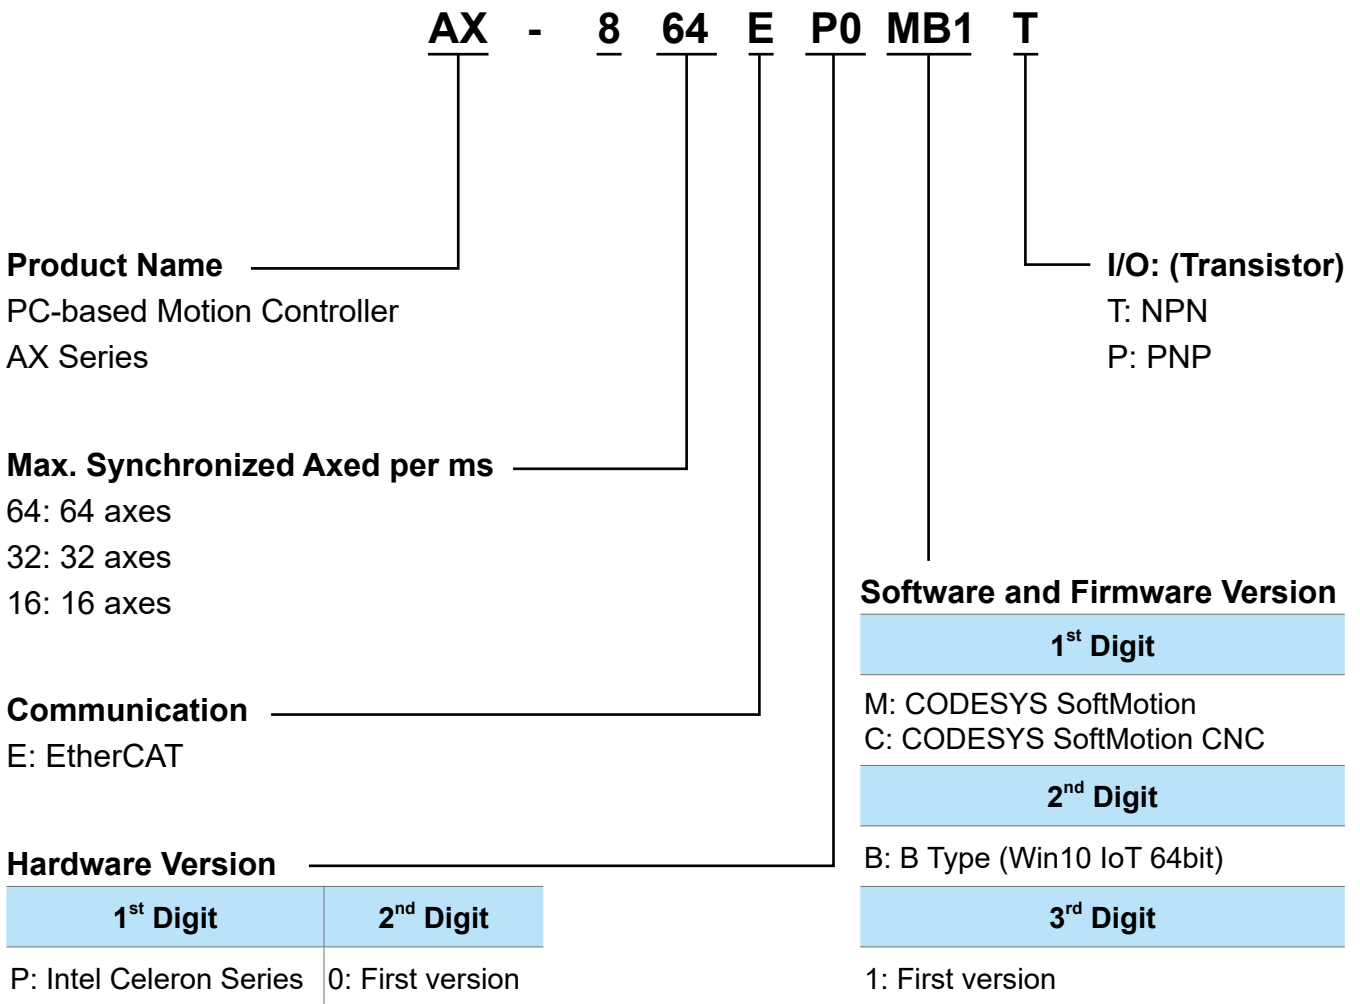 AX - 8 64 E P0 MB1 T
Product Name
PC-based Motion Controller
AX Series
I/O: (Transistor)
T: NPN
P: PNP
Max. Synchronized Axed per ms
64: 64 axes
32: 32 axes
16: 16 axes
Communication
E: EtherCAT
Hardware Version
1st Digit 2nd Digit
P: Intel Celeron Series 0: First version
Software and Firmware Version
1st Digit
M: CODESYS SoftMotion
C: CODESYS SoftMotion CNC
2nd Digit
B: B Type (Win10 IoT 64bit)
3rd Digit
1: First version